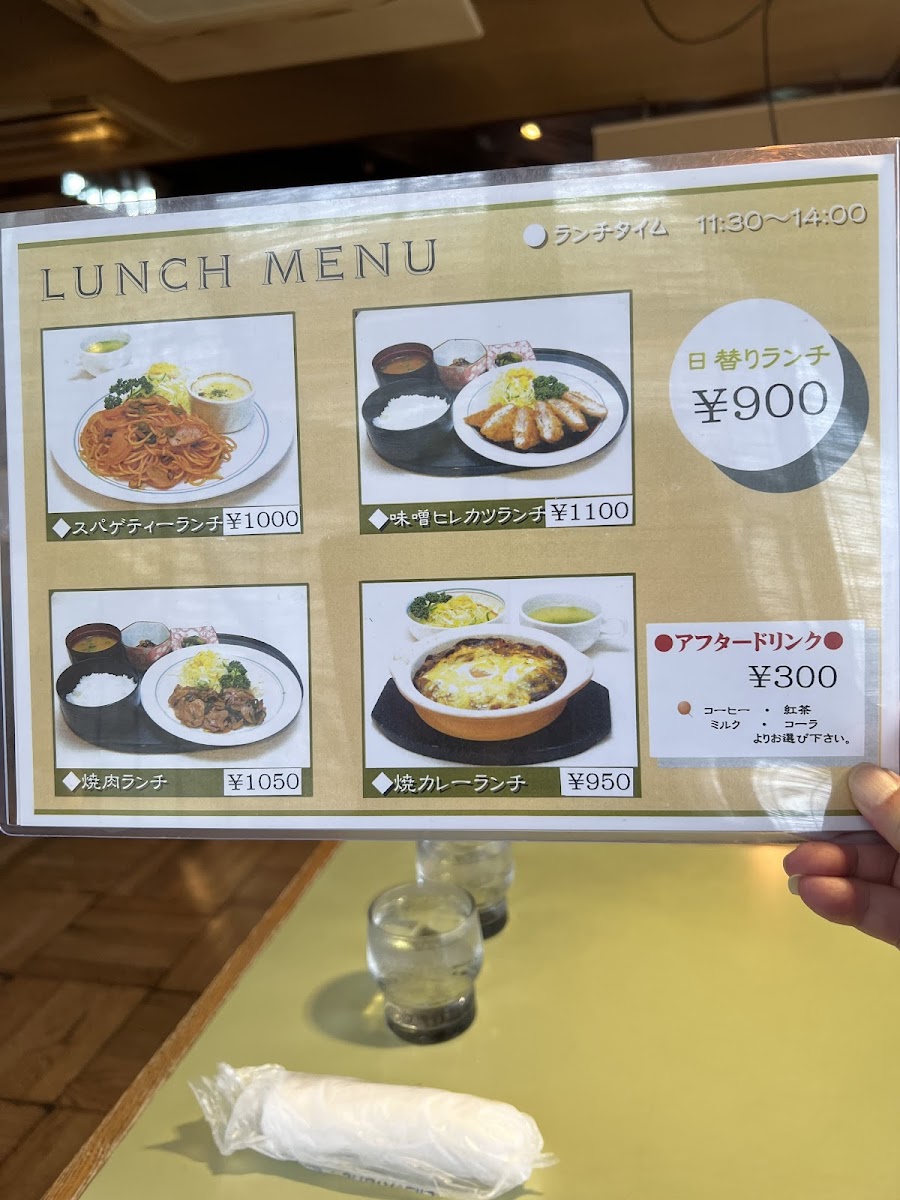 LUNCH MENU
ランチタイム 11:30～14:00
◆スパゲティーランチ ¥1000
◆味噌ヒレカツランチ ¥1100
日替りランチ
¥900
◆焼肉ランチ ¥1050
◆焼カレーランチ ¥950
●アフタードリンク●
¥300
コーヒー ・ 紅茶
ミルク ・ コーラ
よりお選び下さい。